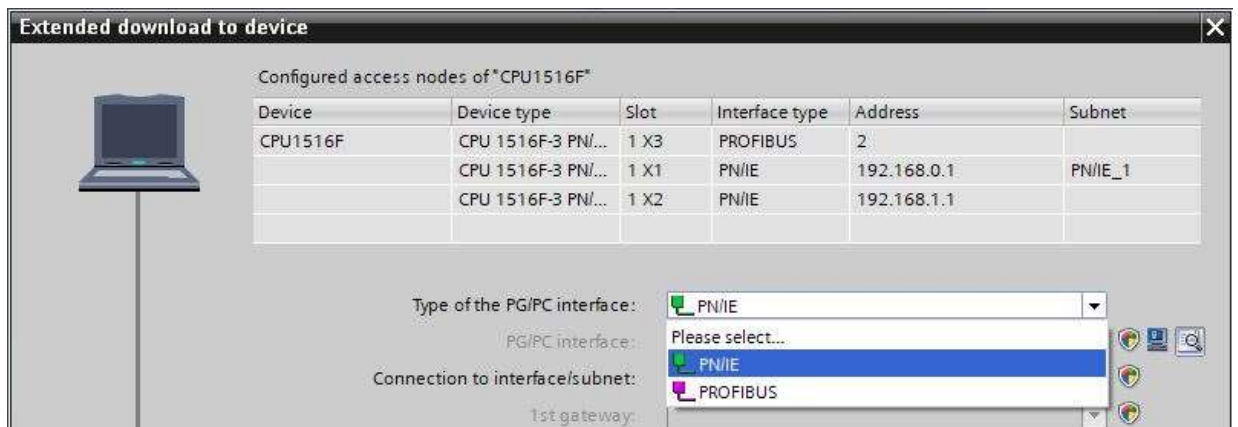 Extended download to device
Configured access nodes of "CPU1516F"
Device Device type Slot Interface type Address Subnet
CPU1516F CPU 1516F-3 PN/... 1 X3 PROFIBUS 2
CPU 1516F-3 PN/... 1 X1 PN/IE 192.168.0.1 PN/IE_1
CPU 1516F-3 PN/... 1 X2 PN/IE 192.168.1.1
Type of the PG/PC interface: PN/IE
PG/PC interface: Please select...
PN/IE
Connection to interface/subnet: PROFIBUS
1st gateway: